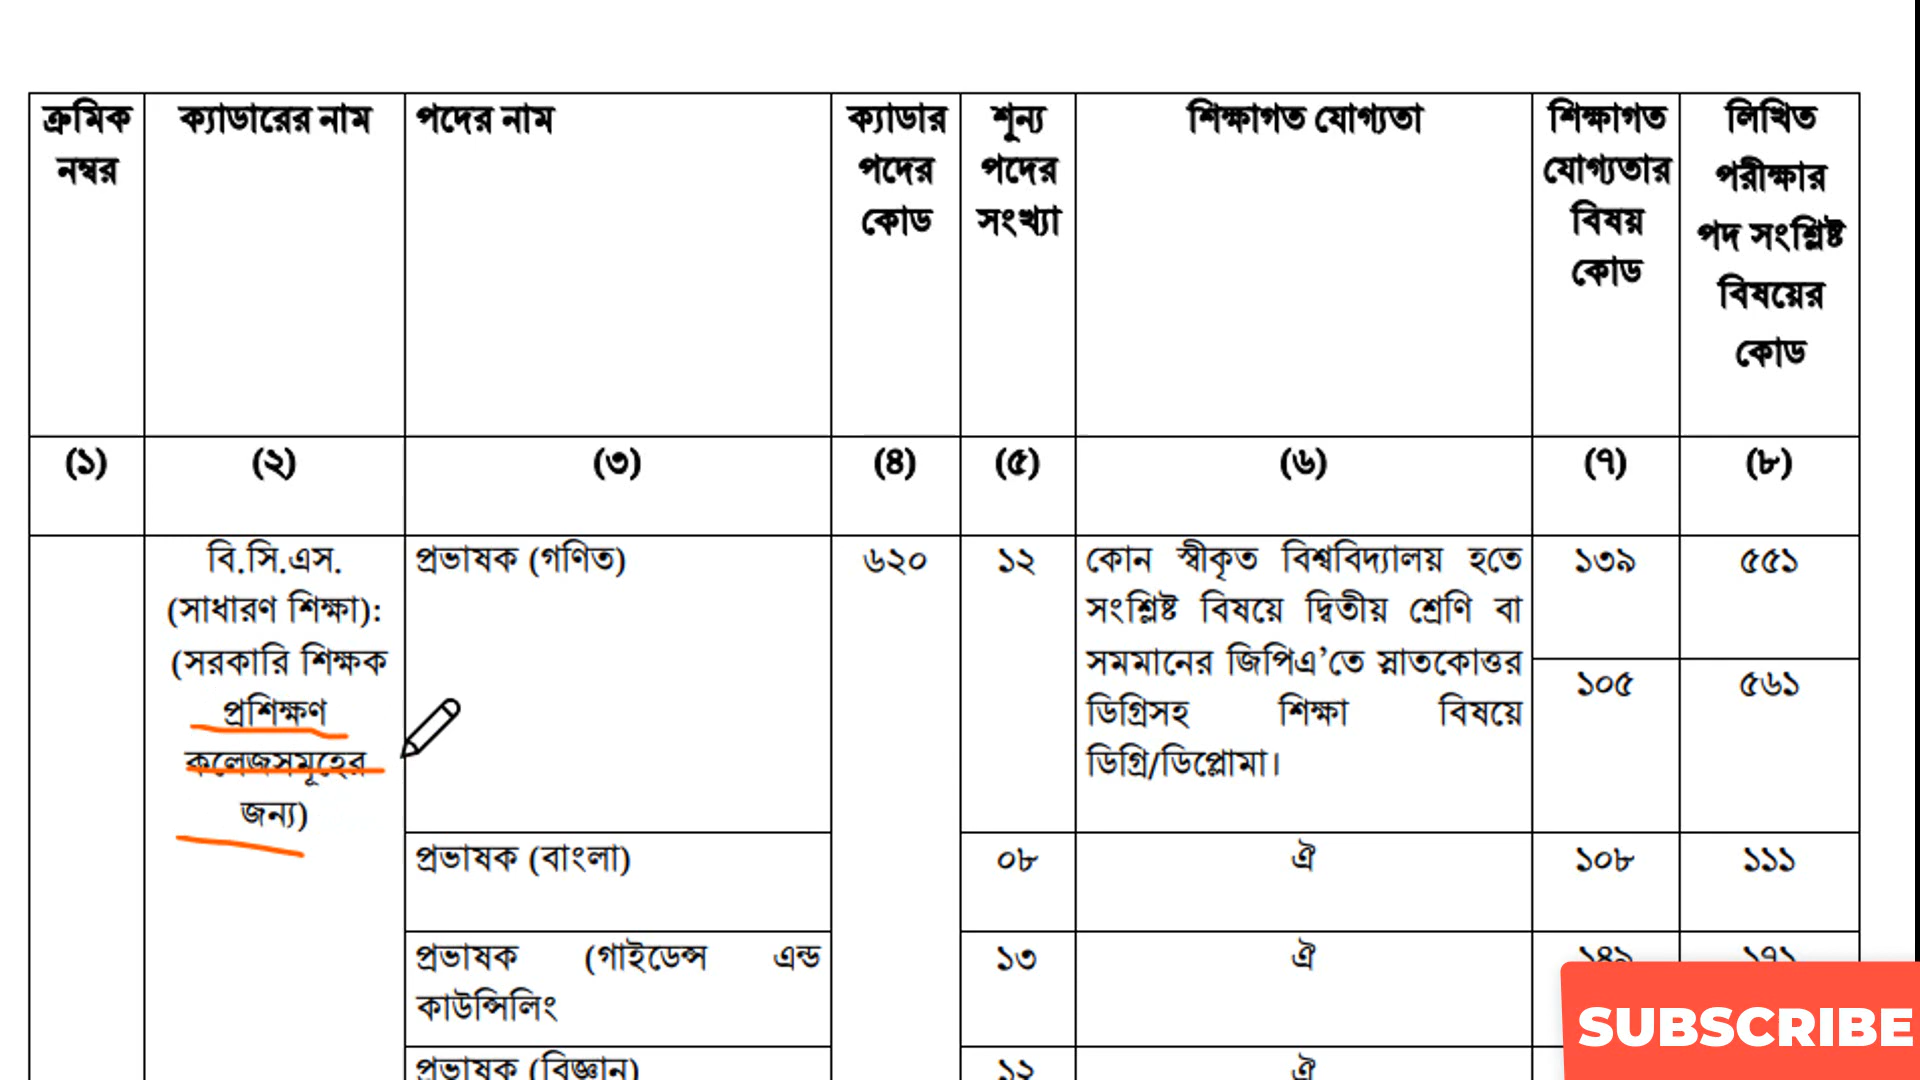 ক্রমিক নম্বর
ক্যাডারের নাম
পদের নাম
ক্যাডার পদের কোড
শূন্য পদের সংখ্যা
শিক্ষাগত যোগ্যতা
শিক্ষাগত যোগ্যতার বিষয় কোড
লিখিত পরীক্ষার পদ সংশ্লিষ্ট বিষয়ের কোড
(১) (২) (৩) (৪) (৫) (৬) (৭) (৮)
বি.সি.এস.
(সাধারণ শিক্ষা):
(সরকারি শিক্ষক
প্রশিক্ষণ
কলেজসমূহের
জন্য)
প্রভাষক (গণিত)
৬২০
১২
কোন স্বীকৃত বিশ্ববিদ্যালয় হতে
সংশ্লিষ্ট বিষয়ে দ্বিতীয় শ্রেণি বা
সমমানের জিপিএ’তে স্নাতকোত্তর
ডিগ্রিসহ শিক্ষা বিষয়ে
ডিগ্রি/ডিপ্লোমা।
১৩৯ ৫৫১
১০৫ ৫৬১
প্রভাষক (বাংলা) ০৮ ঐ ১০৮ ১১১
প্রভাষক (গাইডেন্স এন্ড
কাউন্সিলিং
১৩ ঐ ১৪৯ ১৭১
প্রভাষক (বিজ্ঞান) ১২ ঐ
SUBSCRIBE